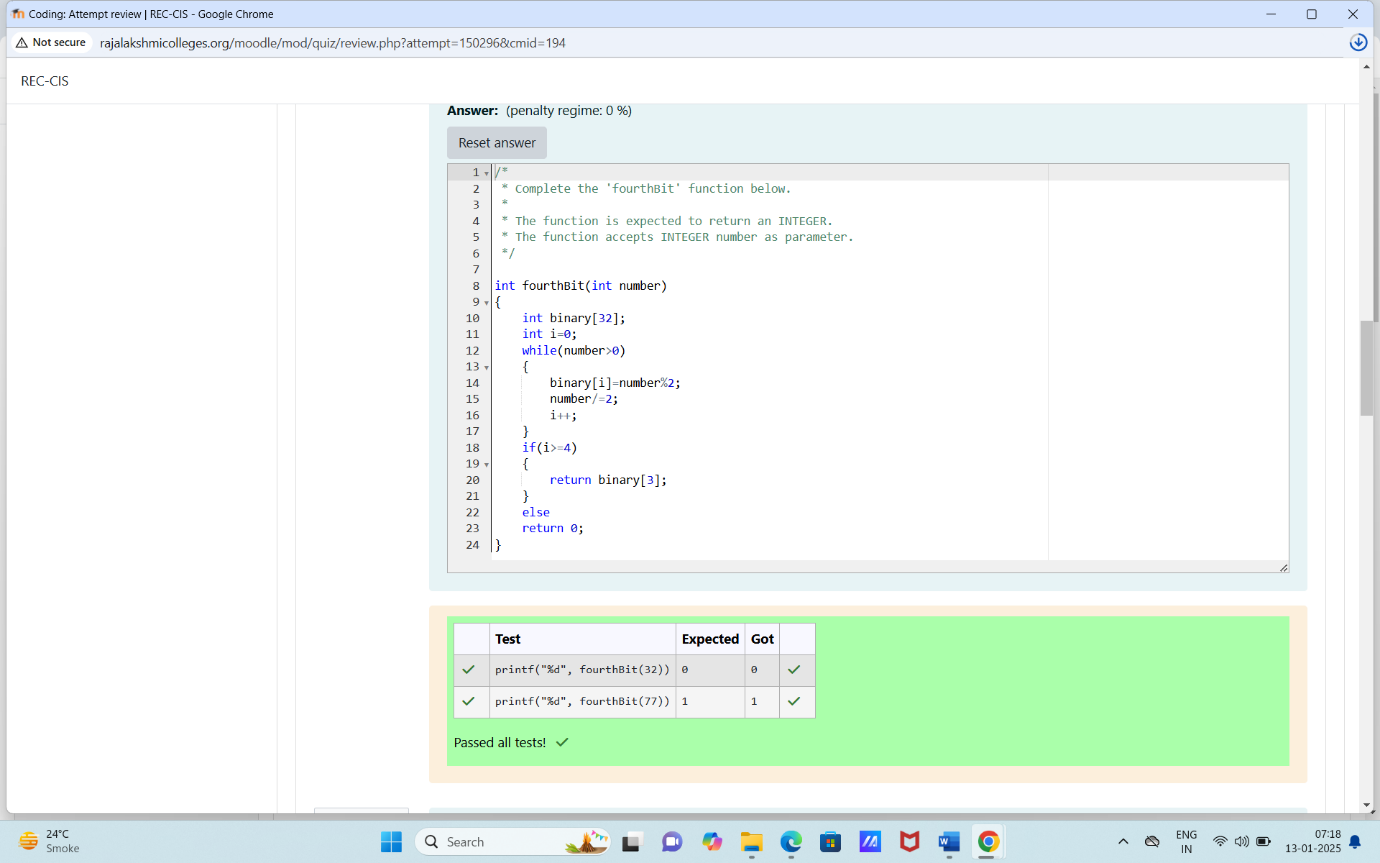 Coding: Attempt review | REC-CIS - Google Chrome
Not secure rajalakshmicolleges.org/moodle/mod/quiz/review.php?attempt=150296&cmid=194
REC-CIS
Answer: (penalty regime: 0 %)
Reset answer
1 /*
2  * Complete the 'fourthBit' function below.
3  *
4  * The function is expected to return an INTEGER.
5  * The function accepts INTEGER number as parameter.
6  */
7
8 int fourthBit(int number)
9 {
10     int binary[32];
11     int i=0;
12     while(number>0)
13     {
14         binary[i]=number%2;
15         number/=2;
16         i++;
17     }
18     if(i>=4)
19     {
20         return binary[3];
21     }
22     else
23     return 0;
24 }
Test Expected Got
printf("%d", fourthBit(32)) 0 0
printf("%d", fourthBit(77)) 1 1
Passed all tests!
24°C
Smoke
Search
ENG
IN
07:18
13-01-2025